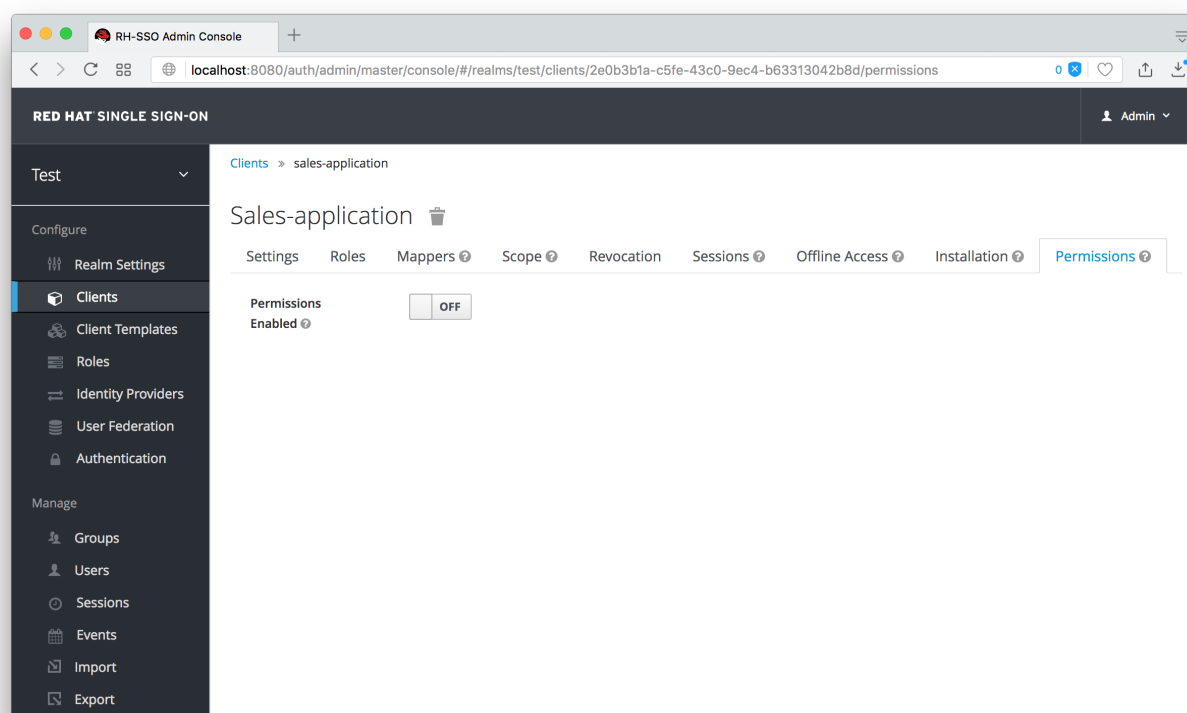 RH-SSO Admin Console
localhost:8080/auth/admin/master/console/#/realms/test/clients/2e0b3b1a-c5fe-43c0-9ec4-b63313042b8d/permissions 0
RED HAT SINGLE SIGN-ON Admin
Test
Configure
Realm Settings
Clients
Client Templates
Roles
Identity Providers
User Federation
Authentication
Manage
Groups
Users
Sessions
Events
Import
Export
Clients » sales-application
Sales-application
Settings Roles Mappers Scope Revocation Sessions Offline Access Installation Permissions
Permissions
Enabled
OFF